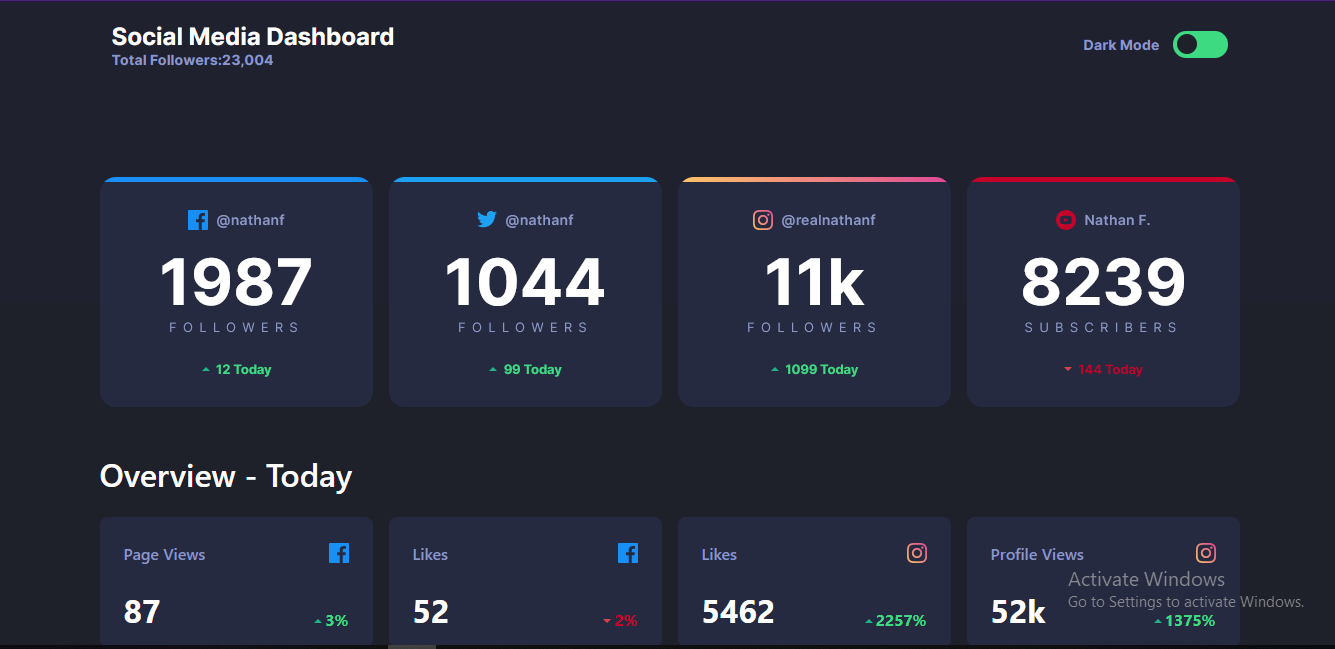 Social Media Dashboard
Total Followers:23,004
Dark Mode
@nathanf
1987
FOLLOWERS
12 Today
@nathanf
1044
FOLLOWERS
99 Today
@realnathanf
11k
FOLLOWERS
1099 Today
Nathan F.
8239
SUBSCRIBERS
144 Today
Overview - Today
Page Views
87
3%
Likes
52
2%
Likes
5462
2257%
Profile Views
52k
1375%
Activate Windows
Go to Settings to activate Windows.